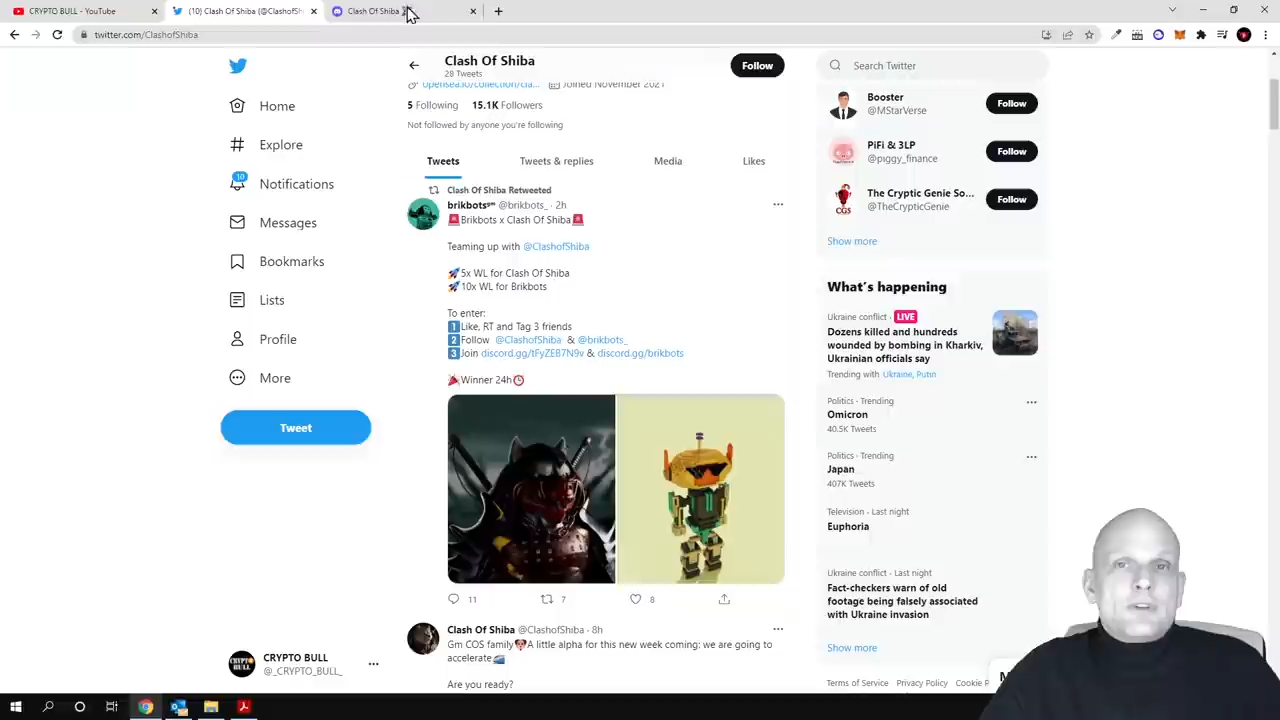 CRYPTO BULL - YouTube
(10) Clash Of Shiba (@ClashofSh
Clash Of Shiba
twitter.com/ClashofShiba
Clash Of Shiba
28 Tweets
Follow
Search Twitter
opensea.io/collection/cla...
Joined November 2021
5 Following
15.1K Followers
Not followed by anyone you're following
Tweets
Tweets & replies
Media
Likes
Home
Explore
10
Notifications
Messages
Bookmarks
Lists
Profile
More
Tweet
CRYPTO BULL
@_CRYPTO_BULL_
Clash Of Shiba Retweeted
brikbotsᵍᵐ @brikbots_ · 2h
🚨Brikbots x Clash Of Shiba🚨
Teaming up with @ClashofShiba
🚀5x WL for Clash Of Shiba
🚀10x WL for Brikbots
To enter:
1️⃣Like, RT and Tag 3 friends
2️⃣Follow @ClashofShiba & @brikbots_
3️⃣Join discord.gg/tFyZEB7N9v & discord.gg/brikbots
🎉Winner 24h⏰
11
7
8
Clash Of Shiba @ClashofShiba · 8h
Gm COS family🐶A little alpha for this new week coming: we are going to
accelerate🚄
Are you ready?
Booster
@MStarVerse
Follow
PiFi & 3LP
@piggy_finance
Follow
The Cryptic Genie So...
@TheCrypticGenie
Follow
Show more
What's happening
Ukraine conflict · LIVE
Dozens killed and hundreds
wounded by bombing in Kharkiv,
Ukrainian officials say
Trending with Ukraine, Putin
Politics · Trending
Omicron
40.5K Tweets
Politics · Trending
Japan
407K Tweets
Television · Last night
Euphoria
Ukraine conflict · Last night
Fact-checkers warn of old
footage being falsely associated
with Ukraine invasion
Show more
Terms of Service
Privacy Policy
Cookie P